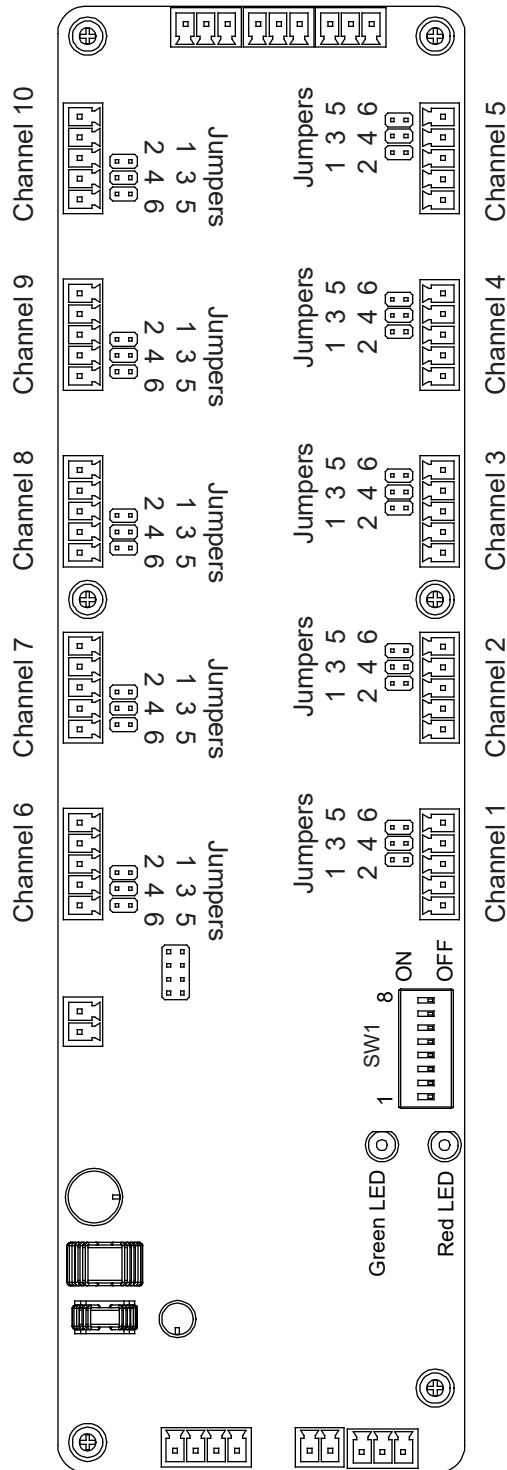 Channel 6
Jumpers
1 3 5
2 4 6
Channel 7
Jumpers
1 3 5
2 4 6
Channel 8
Jumpers
1 3 5
2 4 6
Channel 9
Jumpers
1 3 5
2 4 6
Channel 10
Jumpers
1 3 5
2 4 6
Green LED
Red LED
SW1
1 8
ON
OFF
Jumpers
1 3 5
2 4 6
Channel 1
Jumpers
1 3 5
2 4 6
Channel 2
Jumpers
1 3 5
2 4 6
Channel 3
Jumpers
1 3 5
2 4 6
Channel 4
Jumpers
1 3 5
2 4 6
Channel 5